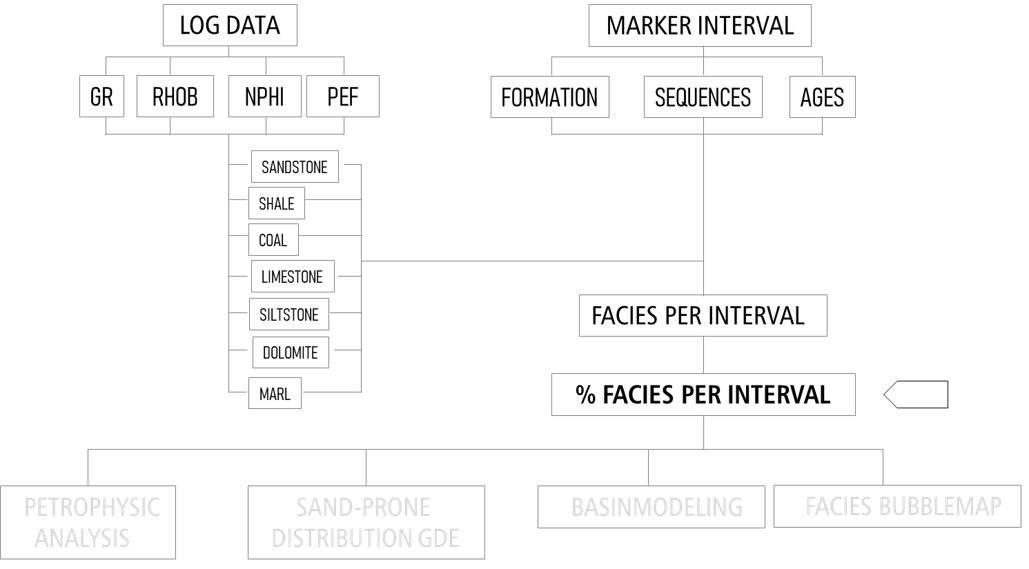 LOG DATA
MARKER INTERVAL
GR
RHOB
NPHI
PEF
FORMATION
SEQUENCES
AGES
SANDSTONE
SHALE
COAL
LIMESTONE
SILTSTONE
DOLOMITE
MARL
FACIES PER INTERVAL
% FACIES PER INTERVAL
PETROPHYSIC
ANALYSIS
SAND-PRONE
DISTRIBUTION GDE
BASINMODELING
FACIES BUBBLEMAP